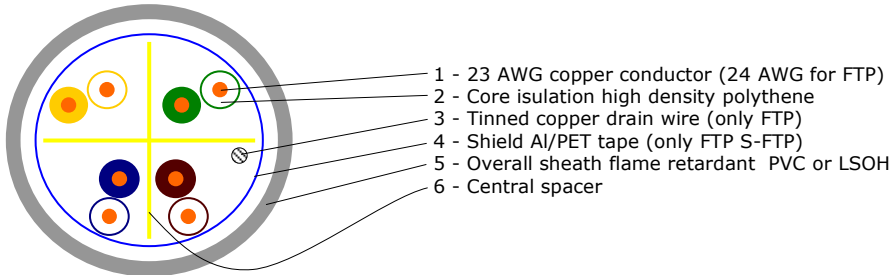 1 - 23 AWG copper conductor (24 AWG for FTP)
2 - Core isulation high density polythene
3 - Tinned copper drain wire (only FTP)
4 - Shield Al/PET tape (only FTP S-FTP)
5 - Overall sheath flame retardant  PVC or LSOH
6 - Central spacer